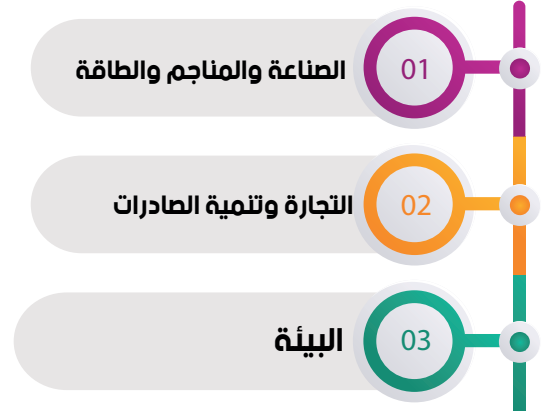 01 الصناعة والمناجم والطاقة
02 التجارة وتنمية الصادرات
03 البيئة